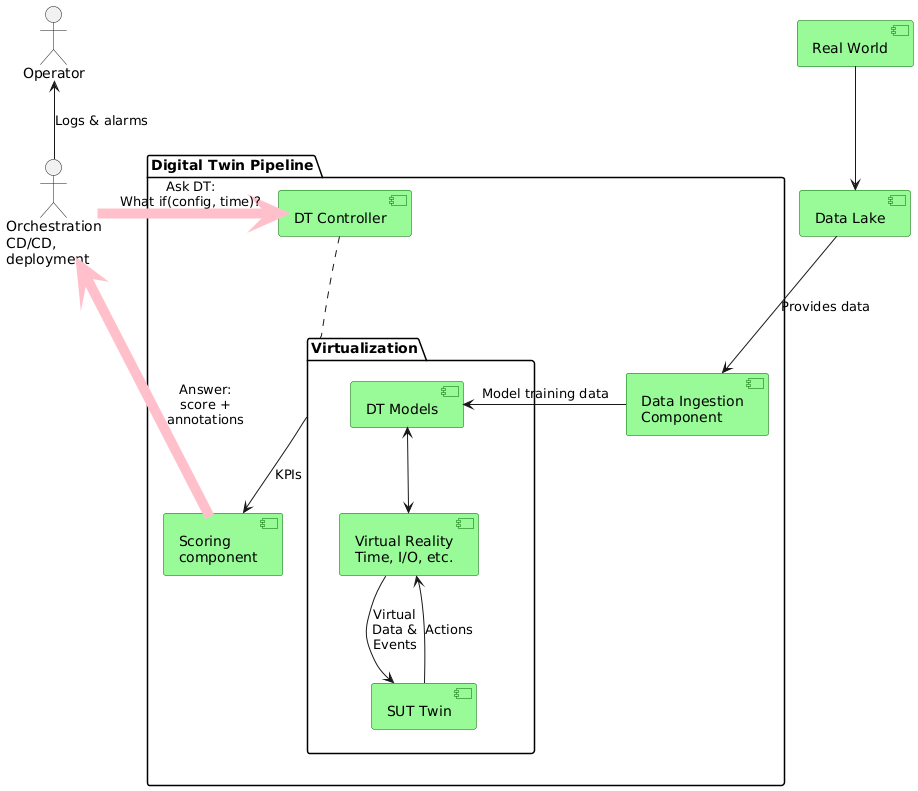 Operator
Real World
Logs & alarms
Digital Twin Pipeline
Ask DT:
What if(config, time)?
DT Controller
Data Lake
Orchestration
CD/CD,
deployment
Provides data
Virtualization
Answer:
score +
annotations
DT Models
Model training data
Data Ingestion
Component
KPIs
Scoring
component
Virtual Reality
Time, I/O, etc.
Virtual
Data &
Events
Actions
SUT Twin